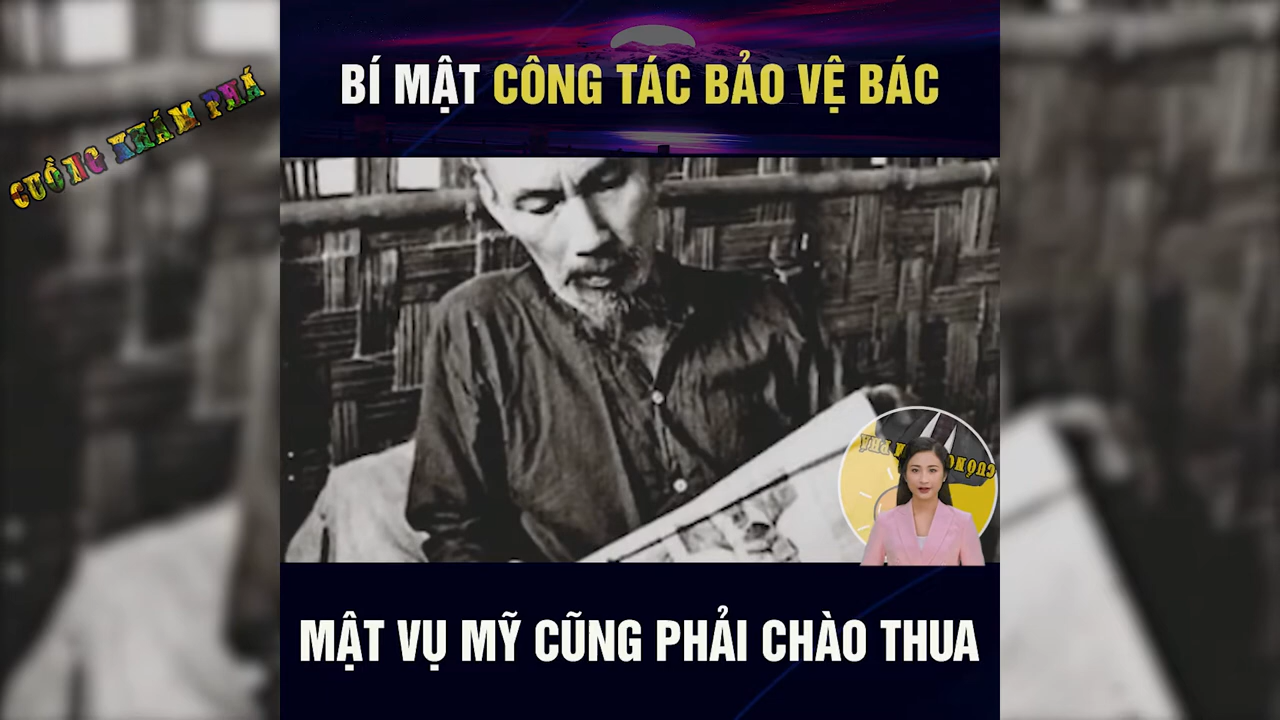 CUỒNG KHÁM PHÁ
BÍ MẬT CÔNG TÁC BẢO VỆ BÁC
MẬT VỤ MỸ CŨNG PHẢI CHÀO THUA